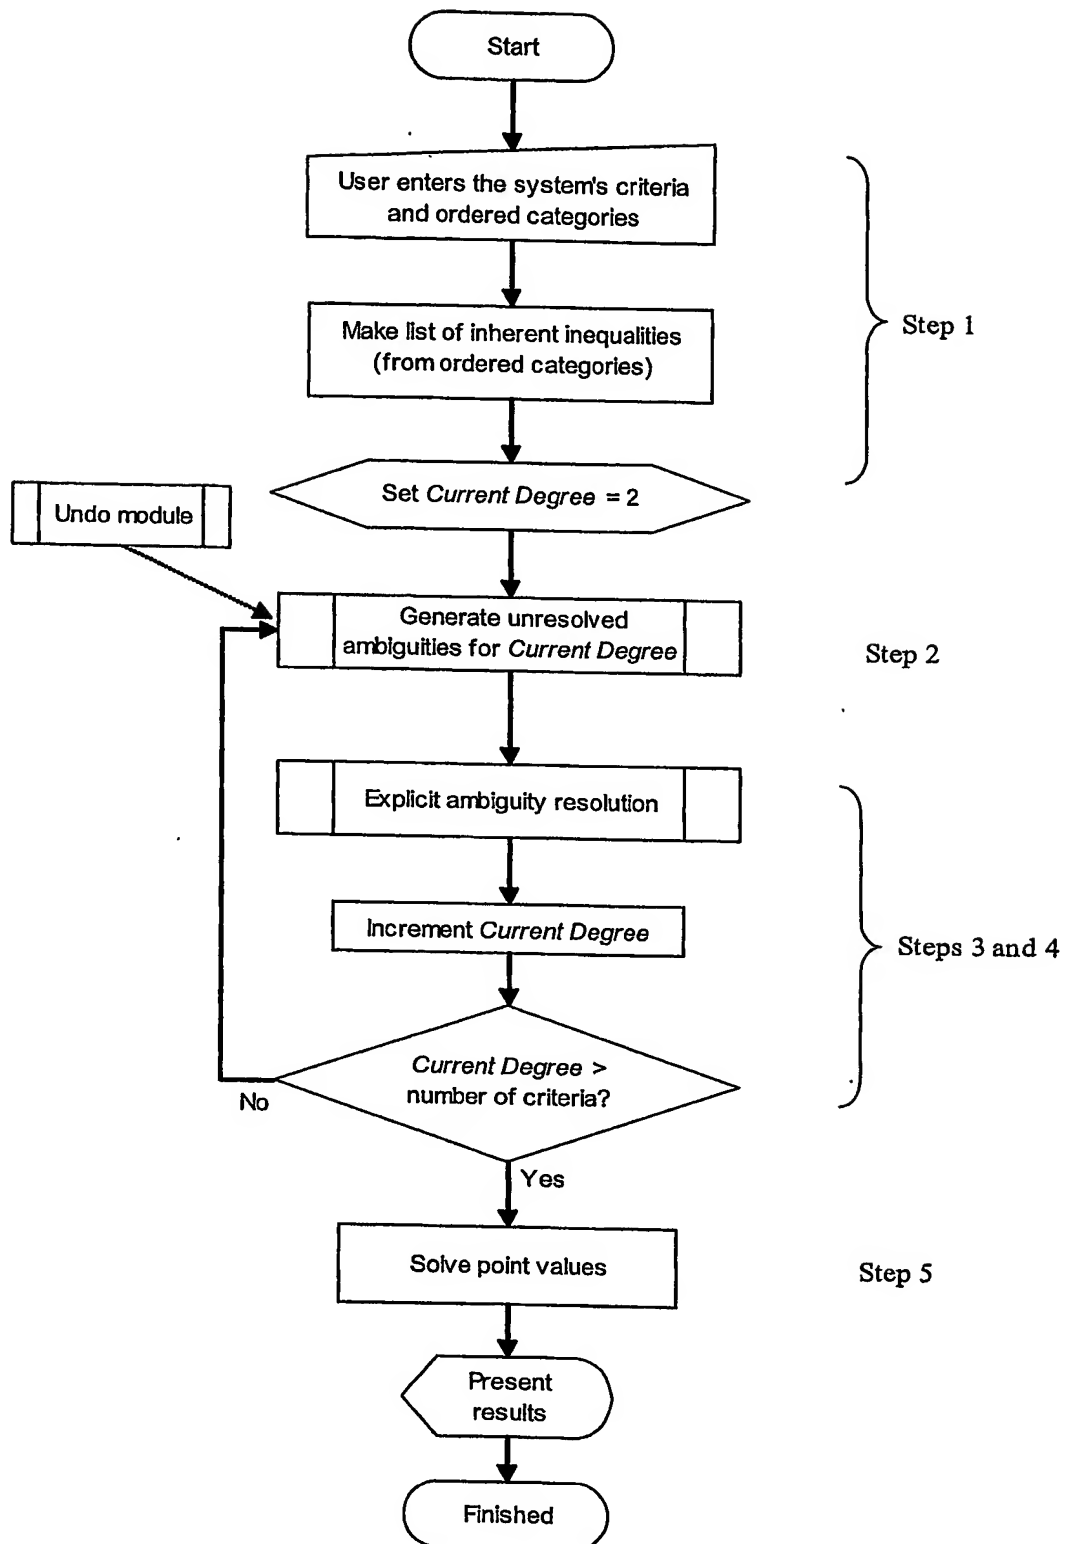 Start
User enters the system's criteria
and ordered categories
Make list of inherent inequalities
(from ordered categories)
Step 1
Set Current Degree = 2
Undo module
Generate unresolved
ambiguities for Current Degree
Step 2
Explicit ambiguity resolution
Increment Current Degree
Steps 3 and 4
Current Degree >
number of criteria?
No
Yes
Solve point values
Step 5
Present
results
Finished